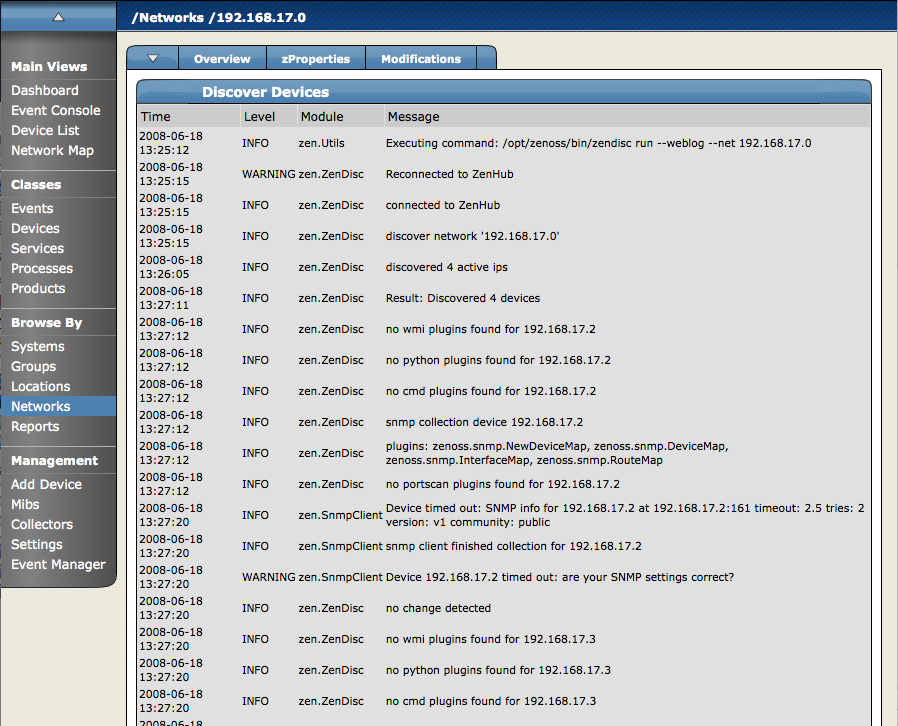 /Networks /192.168.17.0
Main Views
Dashboard
Event Console
Device List
Network Map
Classes
Events
Devices
Services
Processes
Products
Browse By
Systems
Groups
Locations
Networks
Reports
Management
Add Device
Mibs
Collectors
Settings
Event Manager
Overview zProperties Modifications
Discover Devices
Time Level Module Message
2008-06-18
13:25:12 INFO zen.Utils Executing command: /opt/zenoss/bin/zendisc run --weblog --net 192.168.17.0
2008-06-18
13:25:15 WARNING zen.ZenDisc Reconnected to ZenHub
2008-06-18
13:25:15 INFO zen.ZenDisc connected to ZenHub
2008-06-18
13:25:15 INFO zen.ZenDisc discover network '192.168.17.0'
2008-06-18
13:26:05 INFO zen.ZenDisc discovered 4 active ips
2008-06-18
13:27:11 INFO zen.ZenDisc Result: Discovered 4 devices
2008-06-18
13:27:12 INFO zen.ZenDisc no wmi plugins found for 192.168.17.2
2008-06-18
13:27:12 INFO zen.ZenDisc no python plugins found for 192.168.17.2
2008-06-18
13:27:12 INFO zen.ZenDisc no cmd plugins found for 192.168.17.2
2008-06-18
13:27:12 INFO zen.ZenDisc snmp collection device 192.168.17.2
2008-06-18
13:27:12 INFO zen.ZenDisc plugins: zenoss.snmp.NewDeviceMap, zenoss.snmp.DeviceMap,
zenoss.snmp.InterfaceMap, zenoss.snmp.RouteMap
2008-06-18
13:27:12 INFO zen.ZenDisc no portscan plugins found for 192.168.17.2
2008-06-18
13:27:20 INFO zen.SnmpClient Device timed out: SNMP info for 192.168.17.2 at 192.168.17.2:161 timeout: 2.5 tries: 2
version: v1 community: public
2008-06-18
13:27:20 INFO zen.SnmpClient snmp client finished collection for 192.168.17.2
2008-06-18
13:27:20 WARNING zen.SnmpClient Device 192.168.17.2 timed out: are your SNMP settings correct?
2008-06-18
13:27:20 INFO zen.ZenDisc no change detected
2008-06-18
13:27:20 INFO zen.ZenDisc no wmi plugins found for 192.168.17.3
2008-06-18
13:27:20 INFO zen.ZenDisc no python plugins found for 192.168.17.3
2008-06-18
13:27:20 INFO zen.ZenDisc no cmd plugins found for 192.168.17.3
2008-06-18